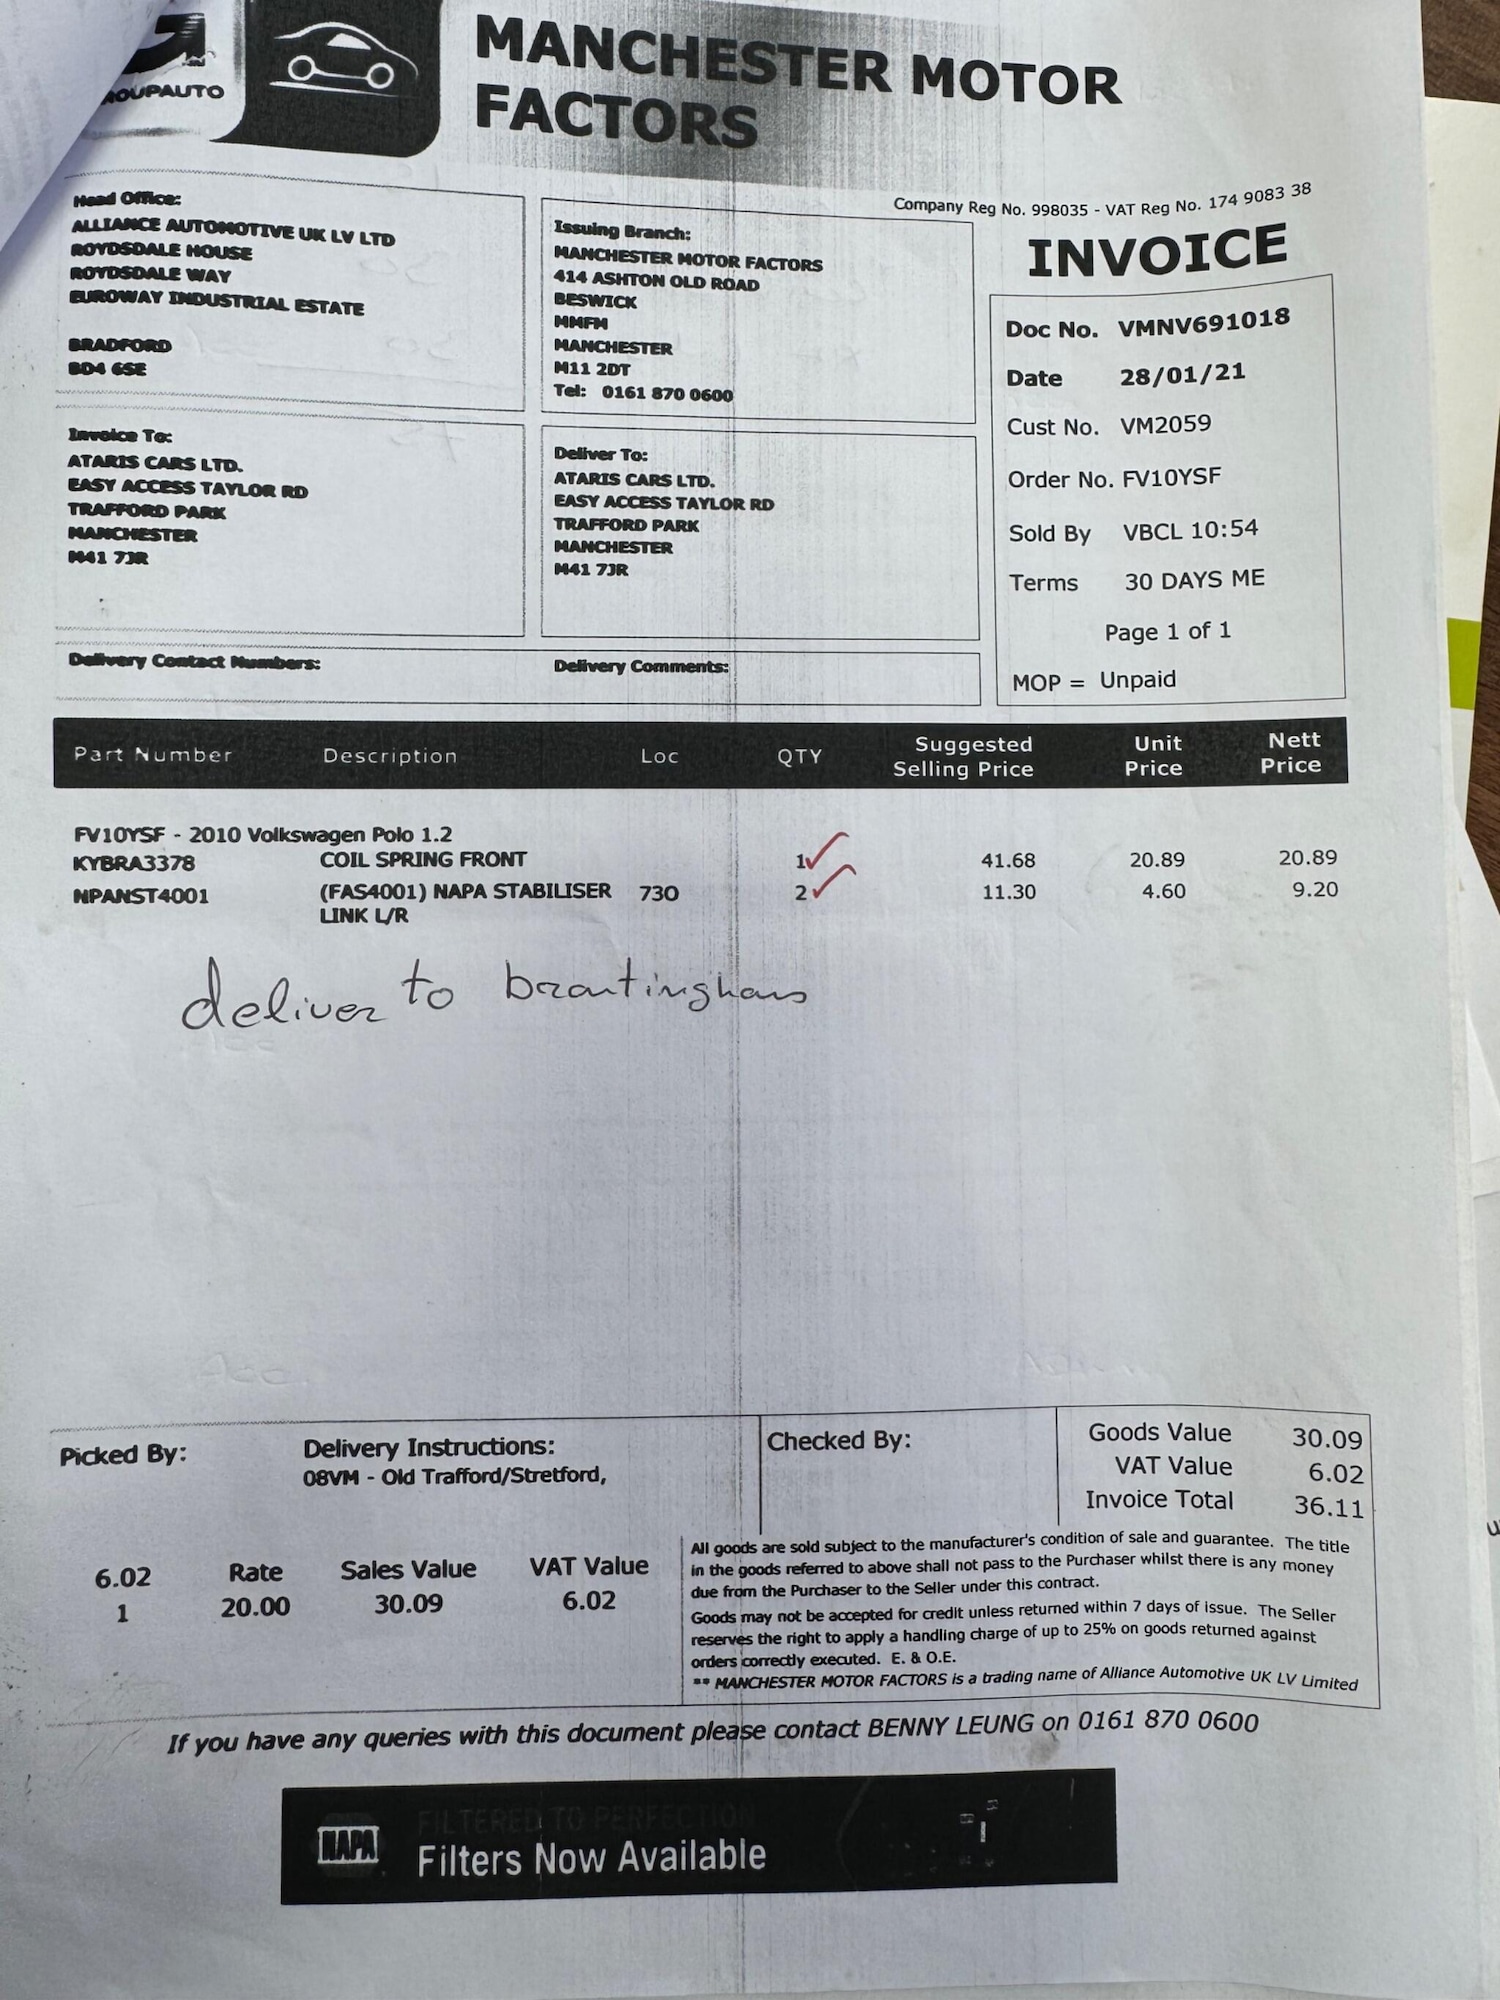 OUPAUTO
MANCHESTER MOTOR
FACTORS
Company Reg No. 998035 - VAT Reg No. 174 9083 38
INVOICE
Head Office:
ALLIANCE AUTOMOTIVE UK LV LTD
ROYDSDALE HOUSE
ROYDSDALE WAY
EUROWAY INDUSTRIAL ESTATE
BRADFORD
BD4 6SE
Issuing Branch:
MANCHESTER MOTOR FACTORS
414 ASHTON OLD ROAD
BESWICK
MMFM
MANCHESTER
M11 2DT
Tel: 0161 870 0600
Doc No. VMNV691018
Date 28/01/21
Cust No. VM2059
Order No. FV10YSF
Sold By VBCL 10:54
Terms 30 DAYS ME
Page 1 of 1
MOP = Unpaid
Invoice To:
ATARIS CARS LTD.
EASY ACCESS TAYLOR RD
TRAFFORD PARK
MANCHESTER
M41 7JR
Deliver To:
ATARIS CARS LTD.
EASY ACCESS TAYLOR RD
TRAFFORD PARK
MANCHESTER
M41 7JR
Delivery Contact Numbers:
Delivery Comments:
Part Number Description Loc QTY Suggested Selling Price Unit Price Nett Price
FV10YSF - 2010 Volkswagen Polo 1.2
KYBRA3378 COIL SPRING FRONT 1 41.68 20.89 20.89
NPANST4001 (FAS4001) NAPA STABILISER 730 2 11.30 4.60 9.20
LINK L/R
deliver to
Picked By:
Delivery Instructions:
08VM - Old Trafford/Stretford,
Checked By:
Goods Value 30.09
VAT Value 6.02
Invoice Total 36.11
6.02 Rate Sales Value VAT Value
1 20.00 30.09 6.02
All goods are sold subject to the manufacturer's condition of sale and guarantee. The title
in the goods referred to above shall not pass to the Purchaser whilst there is any money
due from the Purchaser to the Seller under this contract.
Goods may not be accepted for credit unless returned within 7 days of issue. The Seller
reserves the right to apply a handling charge of up to 25% on goods returned against
orders correctly executed. E. & O.E.
** MANCHESTER MOTOR FACTORS is a trading name of Alliance Automotive UK LV Limited
If you have any queries with this document please contact BENNY LEUNG on 0161 870 0600
NAPA
FILTERED TO PERFECTION
Filters Now Available